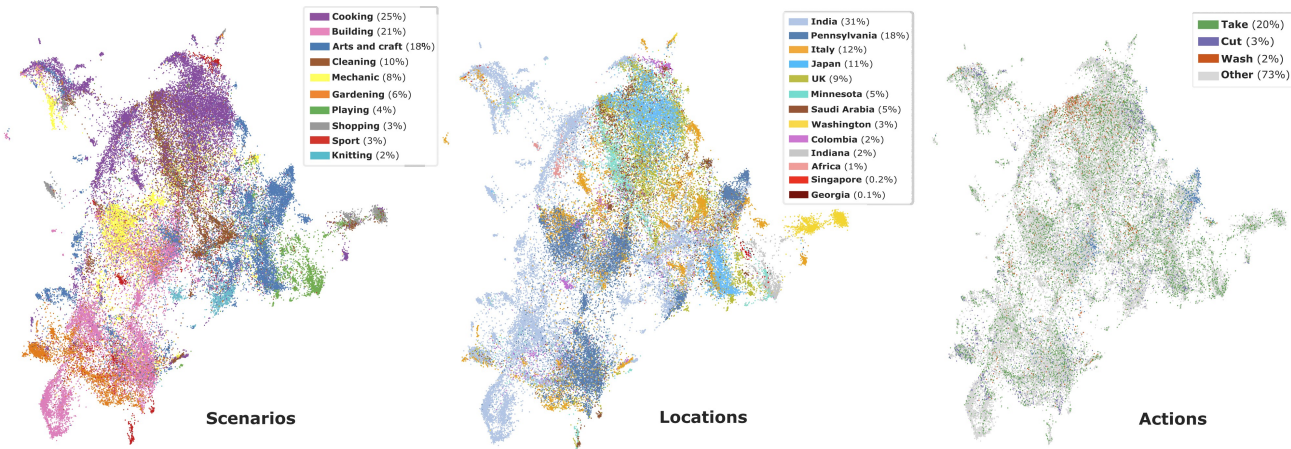 Cooking (25%)
Building (21%)
Arts and craft (18%)
Cleaning (10%)
Mechanic (8%)
Gardening (6%)
Playing (4%)
Shopping (3%)
Sport (3%)
Knitting (2%)
Scenarios
India (31%)
Pennsylvania (18%)
Italy (12%)
Japan (11%)
UK (9%)
Minnesota (5%)
Saudi Arabia (5%)
Washington (3%)
Colombia (2%)
Indiana (2%)
Africa (1%)
Singapore (0.2%)
Georgia (0.1%)
Locations
Take (20%)
Cut (3%)
Wash (2%)
Other (73%)
Actions